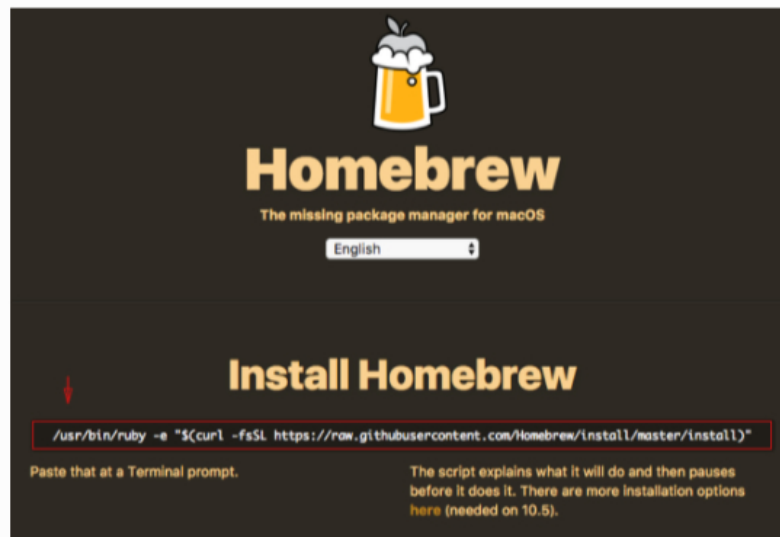 Homebrew
The missing package manager for macOS
English
Install Homebrew
/usr/bin/ruby -e "$(curl -fsSL https://raw.githubusercontent.com/Homebrew/install/master/install)"
Paste that at a Terminal prompt.
The script explains what it will do and then pauses
before it does it. There are more installation options
here (needed on 10.5).